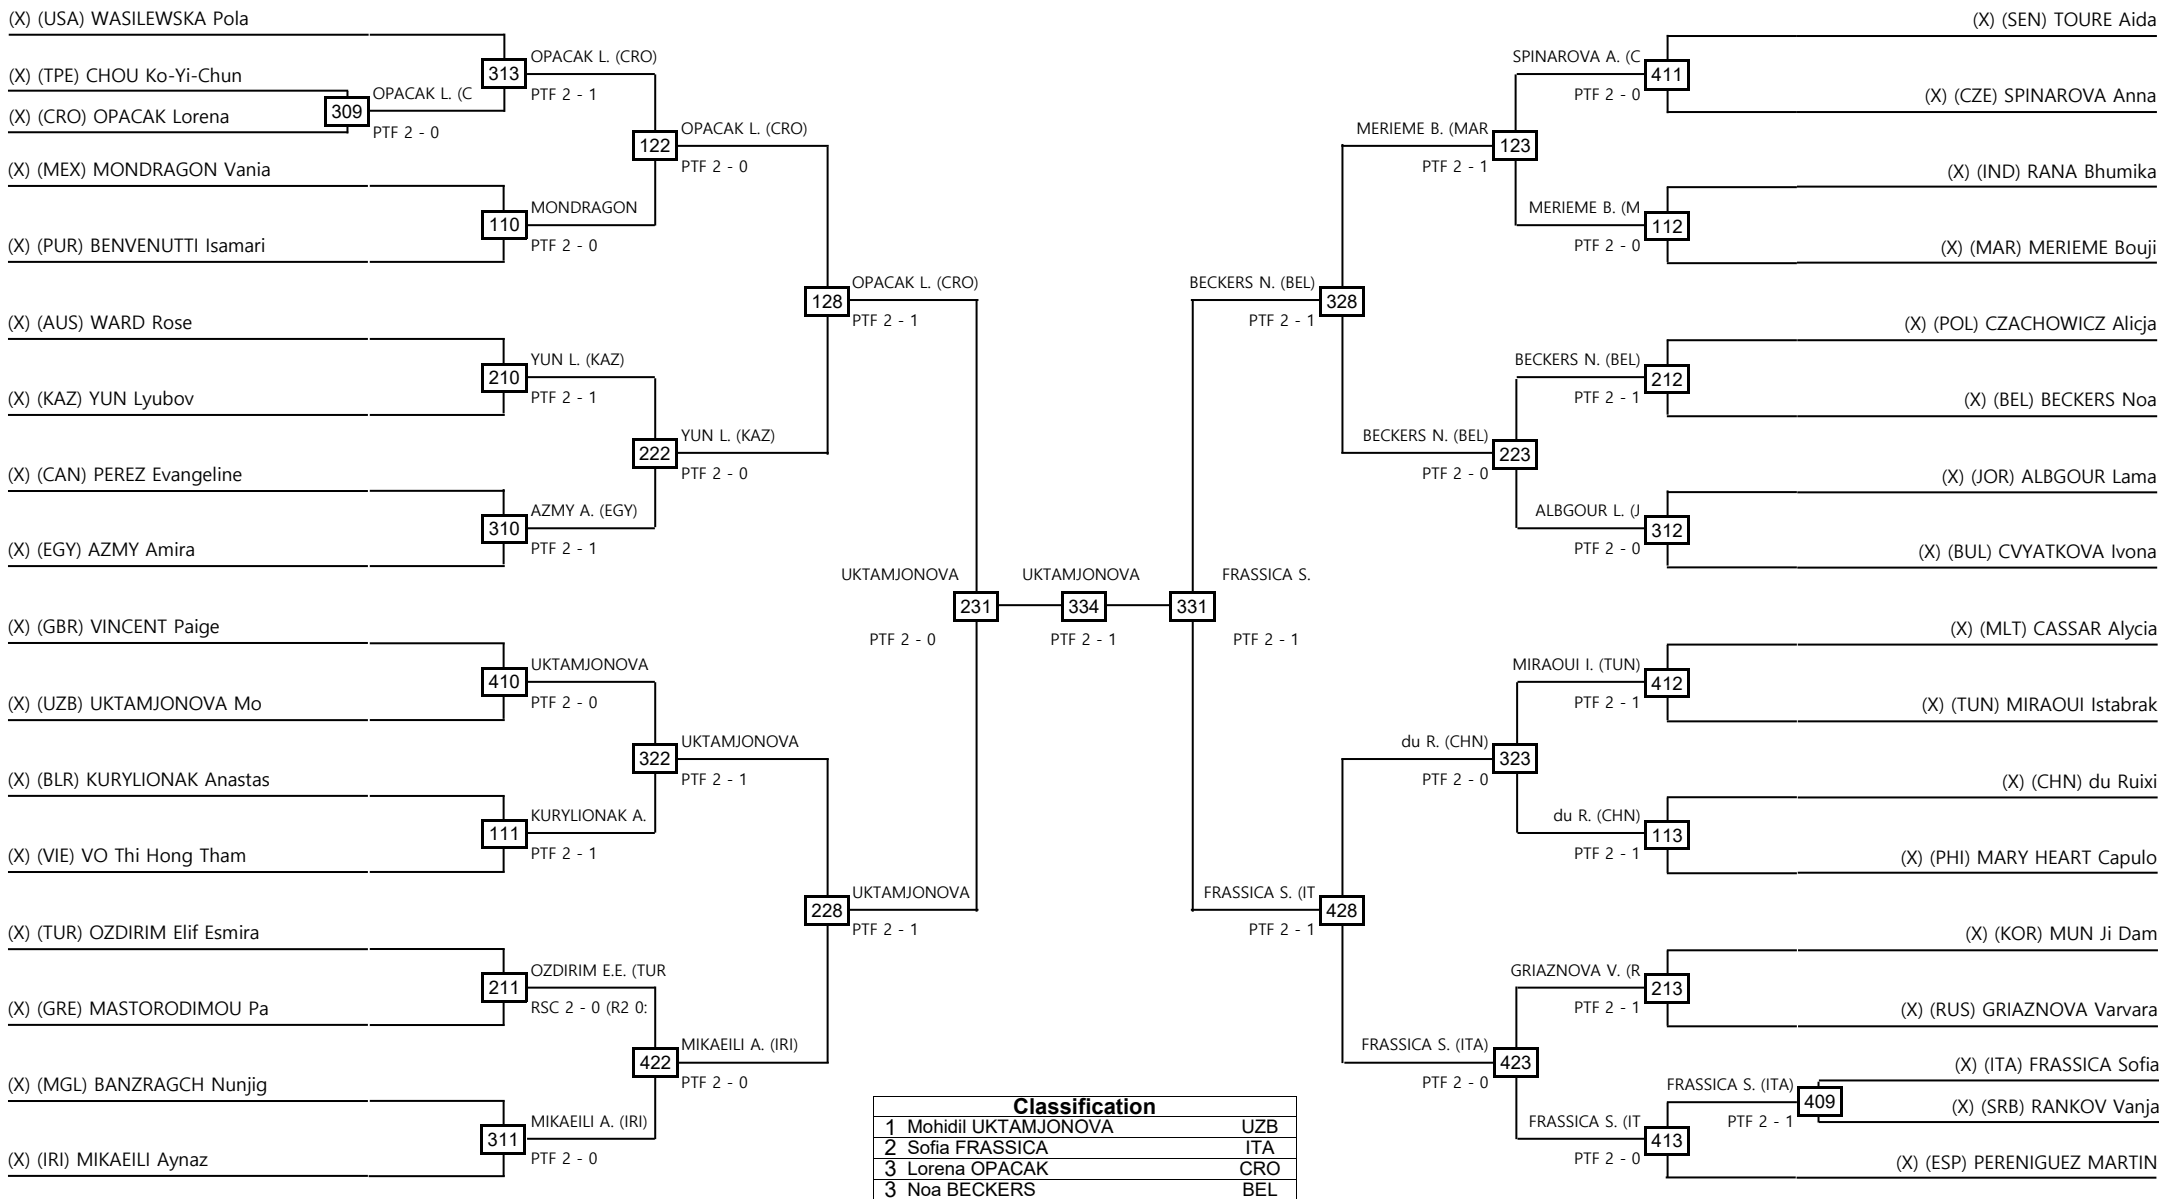 (X) (USA) WASILEWSKA Pola
(X) (TPE) CHOU Ko-Yi-Chun
(X) (CRO) OPACAK Lorena
(X) (MEX) MONDRAGON Vania
(X) (PUR) BENVENUTTI Isamari
(X) (AUS) WARD Rose
(X) (KAZ) YUN Lyubov
(X) (CAN) PEREZ Evangeline
(X) (EGY) AZMY Amira
(X) (GBR) VINCENT Paige
(X) (UZB) UKTAMJONOVA Mo
(X) (BLR) KURYLIONAK Anastas
(X) (VIE) VO Thi Hong Tham
(X) (TUR) OZDIRIM Elif Esmira
(X) (GRE) MASTORODIMOU Pa
(X) (MGL) BANZRAGCH Nunjig
(X) (IRI) MIKAEILI Aynaz
309
OPACAK L. (C
PTF 2 - 0
313
OPACAK L. (CRO)
PTF 2 - 1
110
MONDRAGON
PTF 2 - 0
210
YUN L. (KAZ)
PTF 2 - 1
310
AZMY A. (EGY)
PTF 2 - 1
410
UKTAMJONOVA
PTF 2 - 0
111
KURYLIONAK A.
PTF 2 - 1
211
OZDIRIM E.E. (TUR
RSC 2 - 0 (R2 0:
311
MIKAEILI A. (IRI)
PTF 2 - 0
122
OPACAK L. (CRO)
PTF 2 - 0
222
YUN L. (KAZ)
PTF 2 - 0
322
UKTAMJONOVA
PTF 2 - 1
422
MIKAEILI A. (IRI)
PTF 2 - 0
128
OPACAK L. (CRO)
PTF 2 - 1
228
UKTAMJONOVA
PTF 2 - 1
UKTAMJONOVA
231
PTF 2 - 0
UKTAMJONOVA
334
PTF 2 - 1
FRASSICA S.
331
PTF 2 - 1
BECKERS N. (BEL)
328
PTF 2 - 1
FRASSICA S. (IT
428
PTF 2 - 1
MERIEME B. (MAR
123
PTF 2 - 1
BECKERS N. (BEL)
223
PTF 2 - 0
du R. (CHN)
323
PTF 2 - 0
FRASSICA S. (ITA)
423
PTF 2 - 0
SPINAROVA A. (C
411
PTF 2 - 0
MERIEME B. (M
112
PTF 2 - 0
BECKERS N. (BEL)
212
PTF 2 - 1
ALBGOUR L. (J
312
PTF 2 - 0
MIRAOUI I. (TUN)
412
PTF 2 - 1
du R. (CHN)
113
PTF 2 - 1
GRIAZNOVA V. (R
213
PTF 2 - 1
FRASSICA S. (IT
413
PTF 2 - 0
FRASSICA S. (ITA)
409
PTF 2 - 1
(X) (SEN) TOURE Aida
(X) (CZE) SPINAROVA Anna
(X) (IND) RANA Bhumika
(X) (MAR) MERIEME Bouji
(X) (POL) CZACHOWICZ Alicja
(X) (BEL) BECKERS Noa
(X) (JOR) ALBGOUR Lama
(X) (BUL) CVYATKOVA Ivona
(X) (MLT) CASSAR Alycia
(X) (TUN) MIRAOUI Istabrak
(X) (CHN) du Ruixi
(X) (PHI) MARY HEART Capulo
(X) (KOR) MUN Ji Dam
(X) (RUS) GRIAZNOVA Varvara
(X) (ITA) FRASSICA Sofia
(X) (SRB) RANKOV Vanja
(X) (ESP) PERENIGUEZ MARTIN
Classification
1 Mohidil UKTAMJONOVA UZB
2 Sofia FRASSICA ITA
3 Lorena OPACAK CRO
3 Noa BECKERS BEL